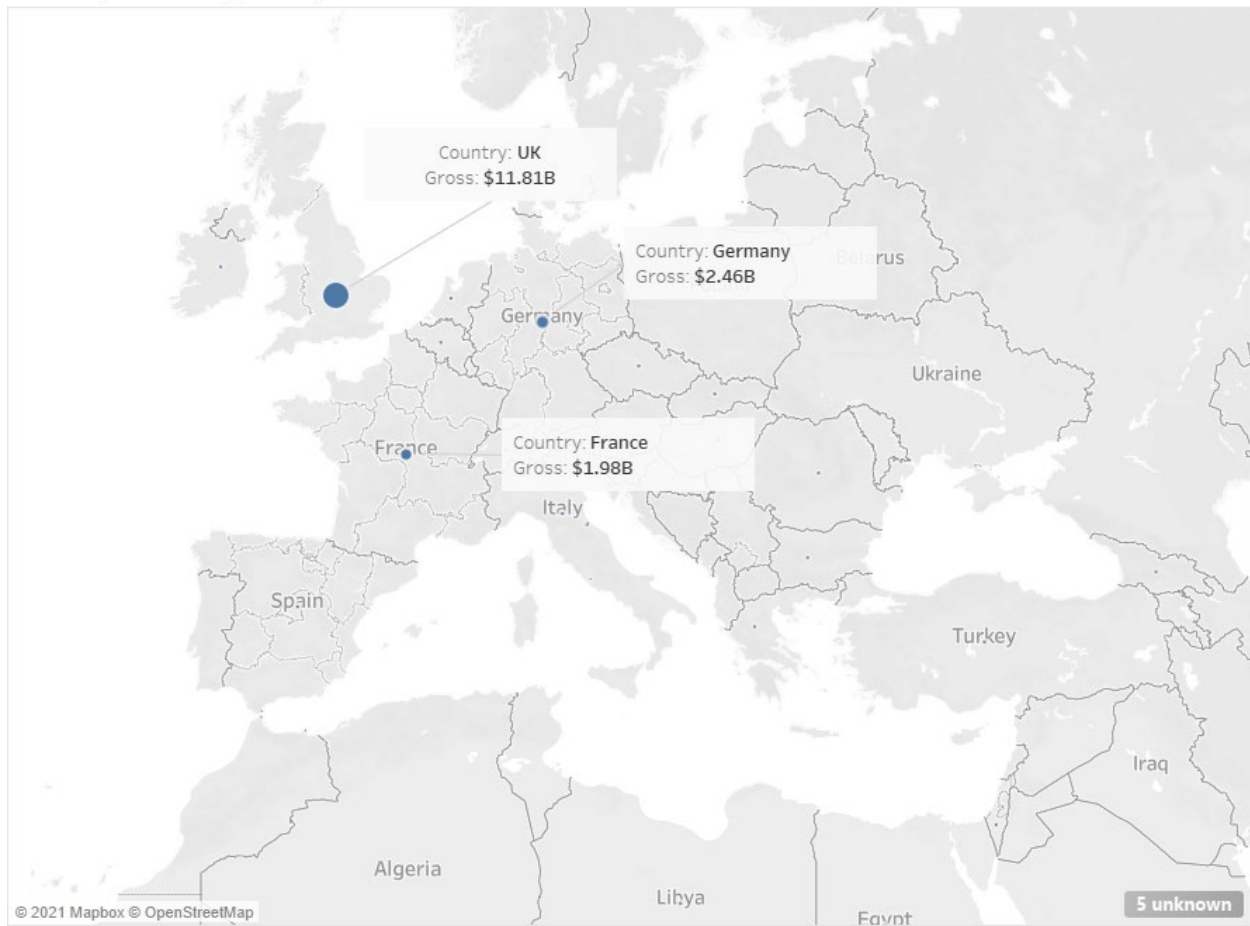 Country: UK
Gross: $11.81B
Country: Germany
Gross: $2.46B
Belarus
Germany
Ukraine
France
Country: France
Gross: $1.98B
Italy
Spain
Turkey
Iraq
Algeria
Libya
Egypt
© 2021 Mapbox © OpenStreetMap
5 unknown